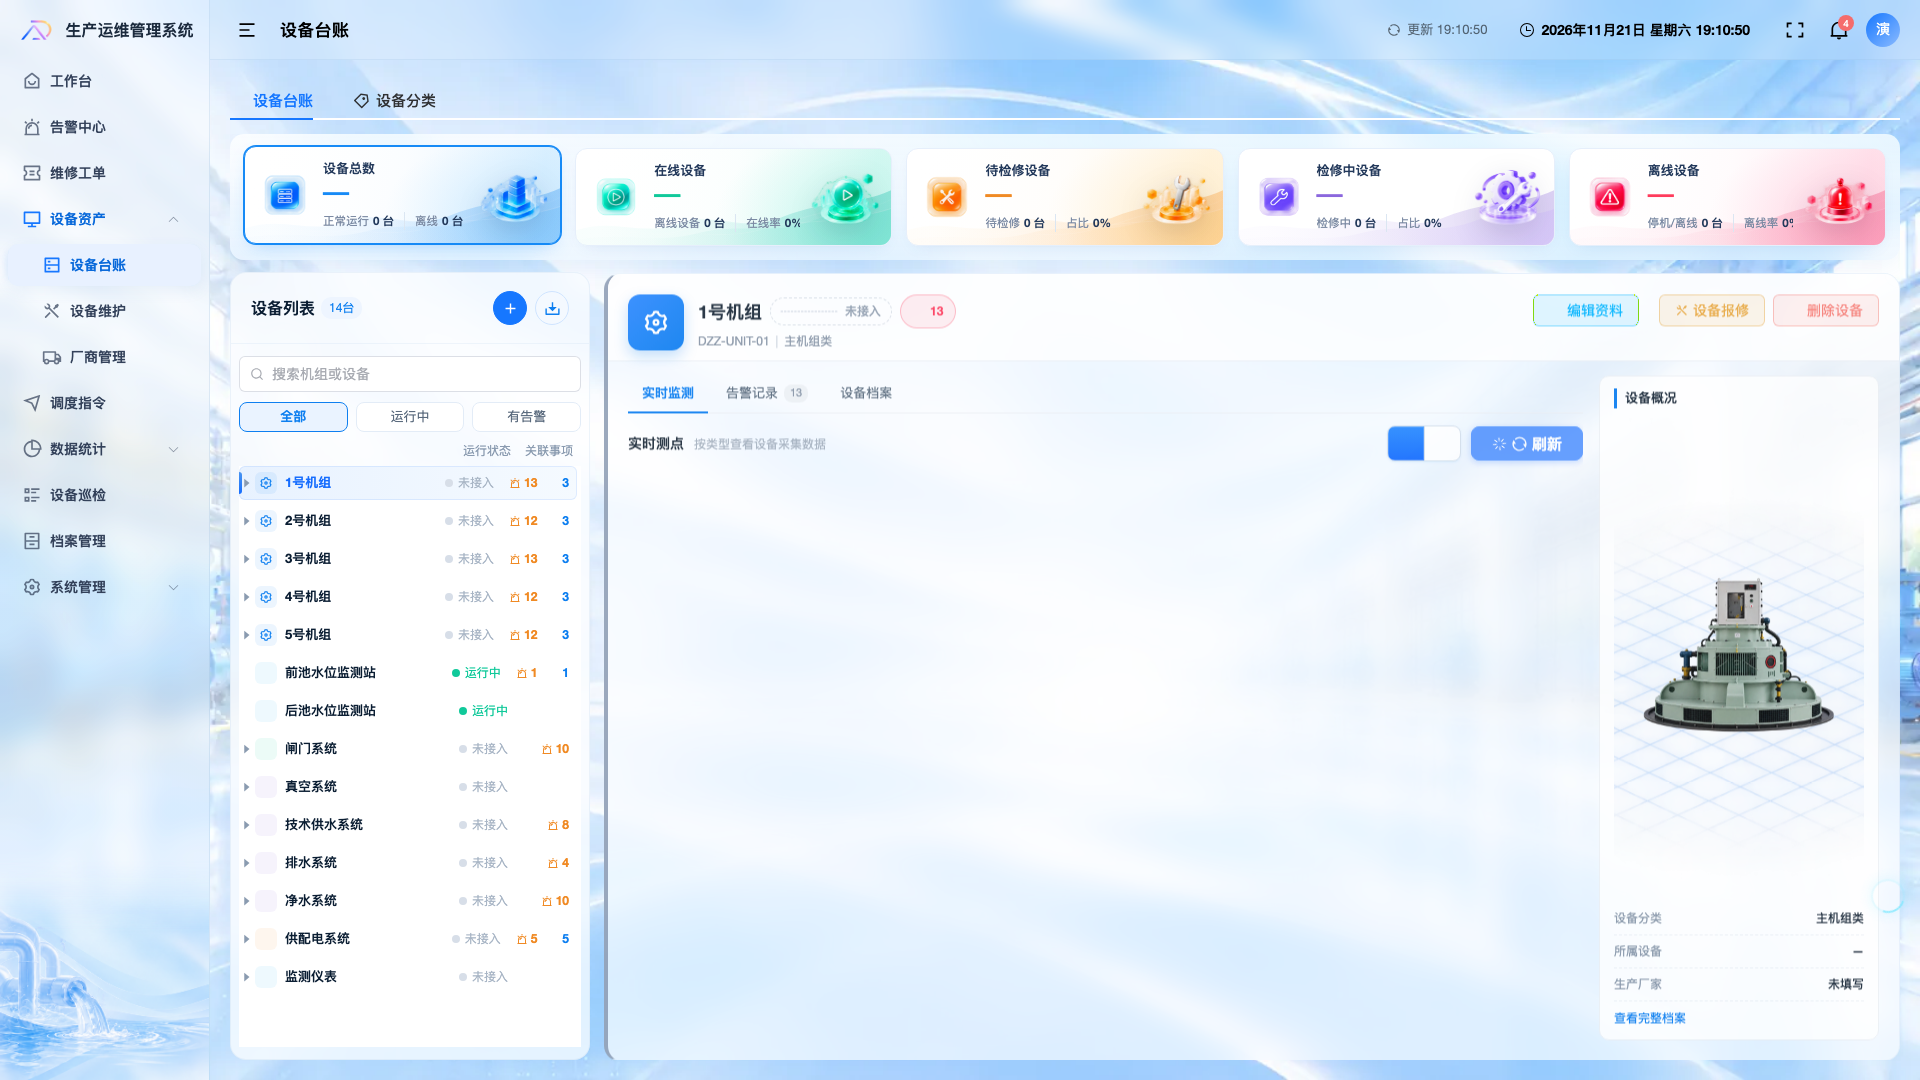 生产运维管理系统
设备台账
更新 19:10:50
2026年11月21日 星期六 19:10:50
4
演
工作台
告警中心
维修工单
设备资产
设备台账
设备维护
厂商管理
调度指令
数据统计
设备巡检
档案管理
系统管理
设备台账
设备分类
设备总数
正常运行 0 台
离线 0 台
在线设备
离线设备 0 台
在线率 0%
待检修设备
待检修 0 台
占比 0%
检修中设备
检修中 0 台
占比 0%
离线设备
停机/离线 0 台
离线率 0%
设备列表 14台
搜索机组或设备
全部
运行中
有告警
运行状态 关联事项
1号机组 未接入 13 3
2号机组 未接入 12 3
3号机组 未接入 13 3
4号机组 未接入 12 3
5号机组 未接入 12 3
前池水位监测站 运行中 1 1
后池水位监测站 运行中
闸门系统 未接入 10
真空系统 未接入
技术供水系统 未接入 8
排水系统 未接入 4
净水系统 未接入 10
供配电系统 未接入 5 5
监测仪表 未接入
1号机组 未接入 13
DZZ-UNIT-01 主机组类
编辑资料
设备报修
删除设备
实时监测
告警记录 13
设备档案
实时测点 按类型查看设备采集数据
刷新
设备概况
设备分类 主机组类
所属设备 —
生产厂家 未填写
查看完整档案